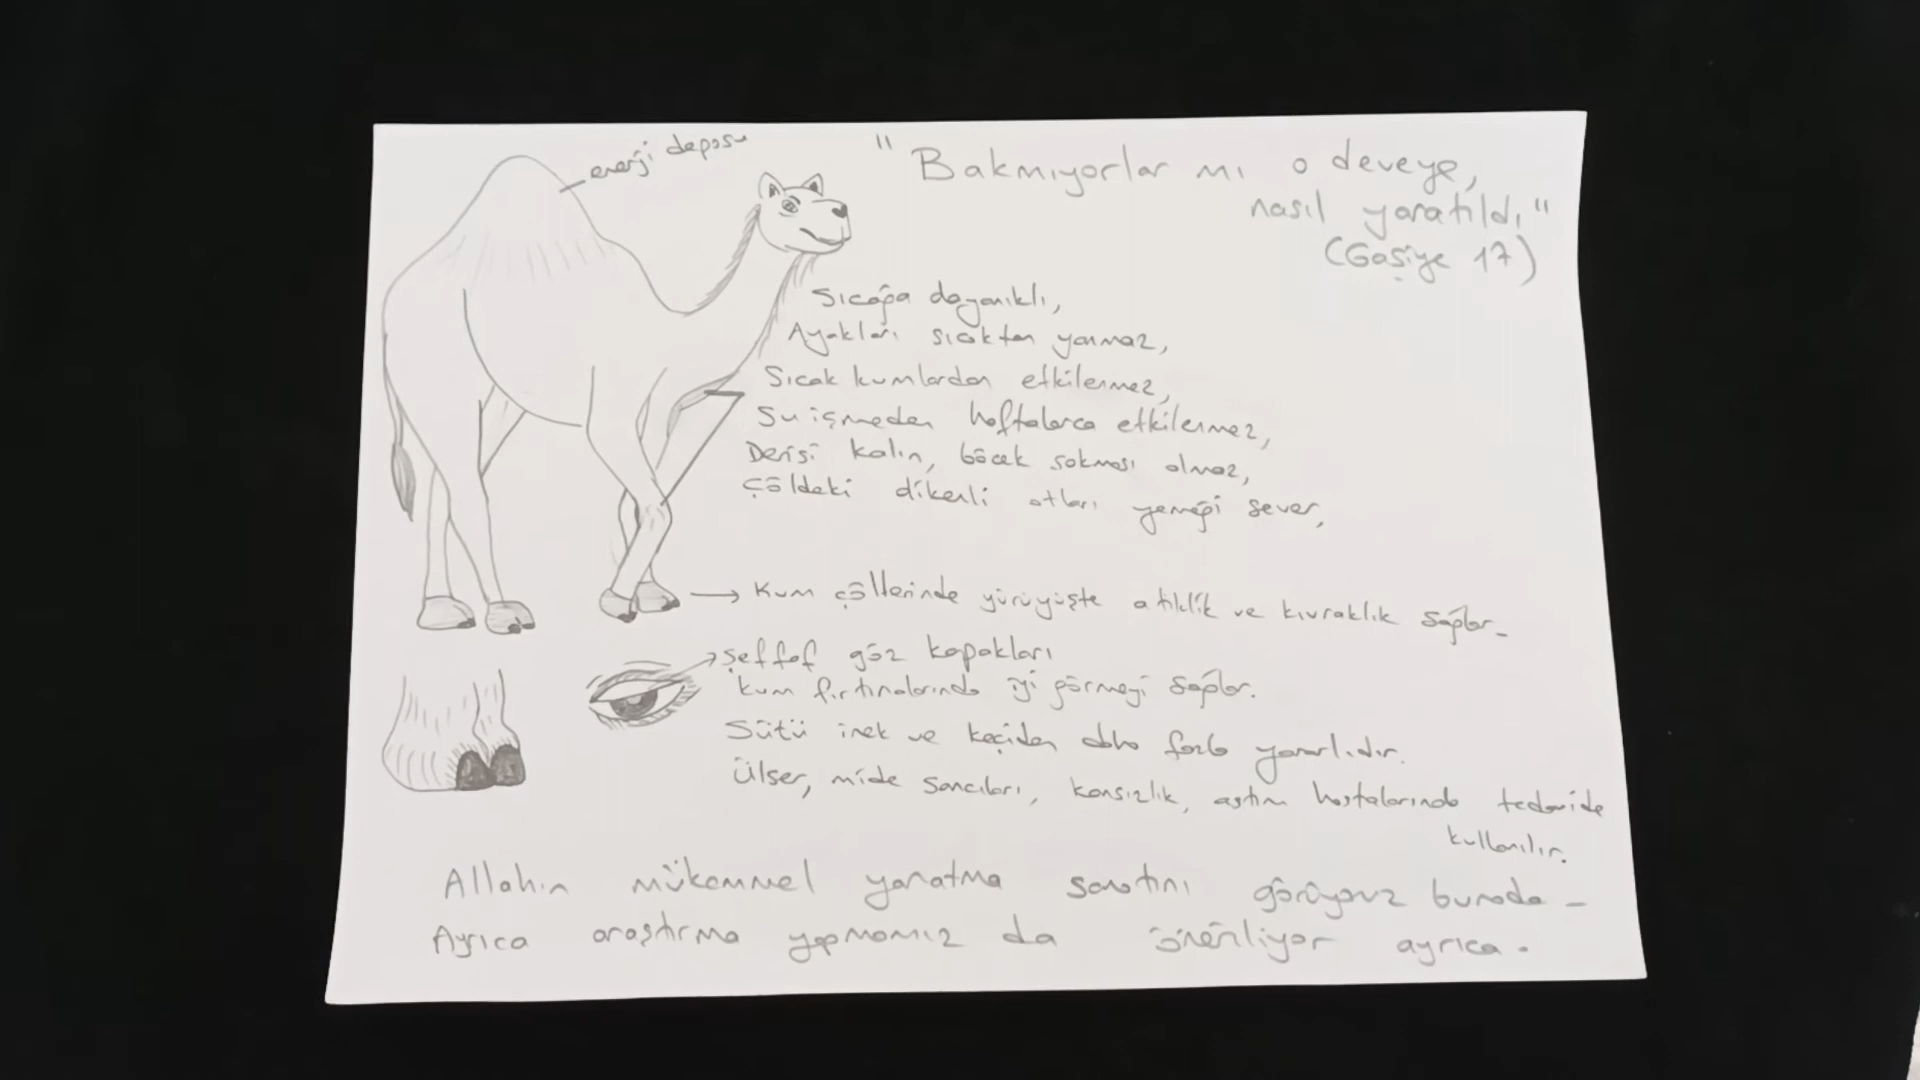 enerji deposu
"Bakmıyorlar mı o deveye,
nasıl yaratıldı"
(Gaşiye 17)
Sıcağa dayanıklı,
Ayakları sıcaktan yanmaz,
Sıcak kumlardan etkilenmez,
Su içmeden haftalarca etkilenmez,
Derisi kalın, böcek sokması olmaz,
Çöldeki dikenli otları yemeği sever,
→ Kum çöllerinde yürüyüşte atiklik ve kıvraklık sağlar-
→ Şeffaf göz kapakları
kum fırtınalarında iyi görmeyi sağlar.
Sütü inek ve keçiden daha fazla yararlıdır.
Ülser, mide sancıları, kansızlık, astım hastalarında tedavide
kullanılır.
Allahın mükemmel yaratma sanatını görüyoruz burada -
Ayrıca araştırma yapmamız da öneriliyor ayrıca.